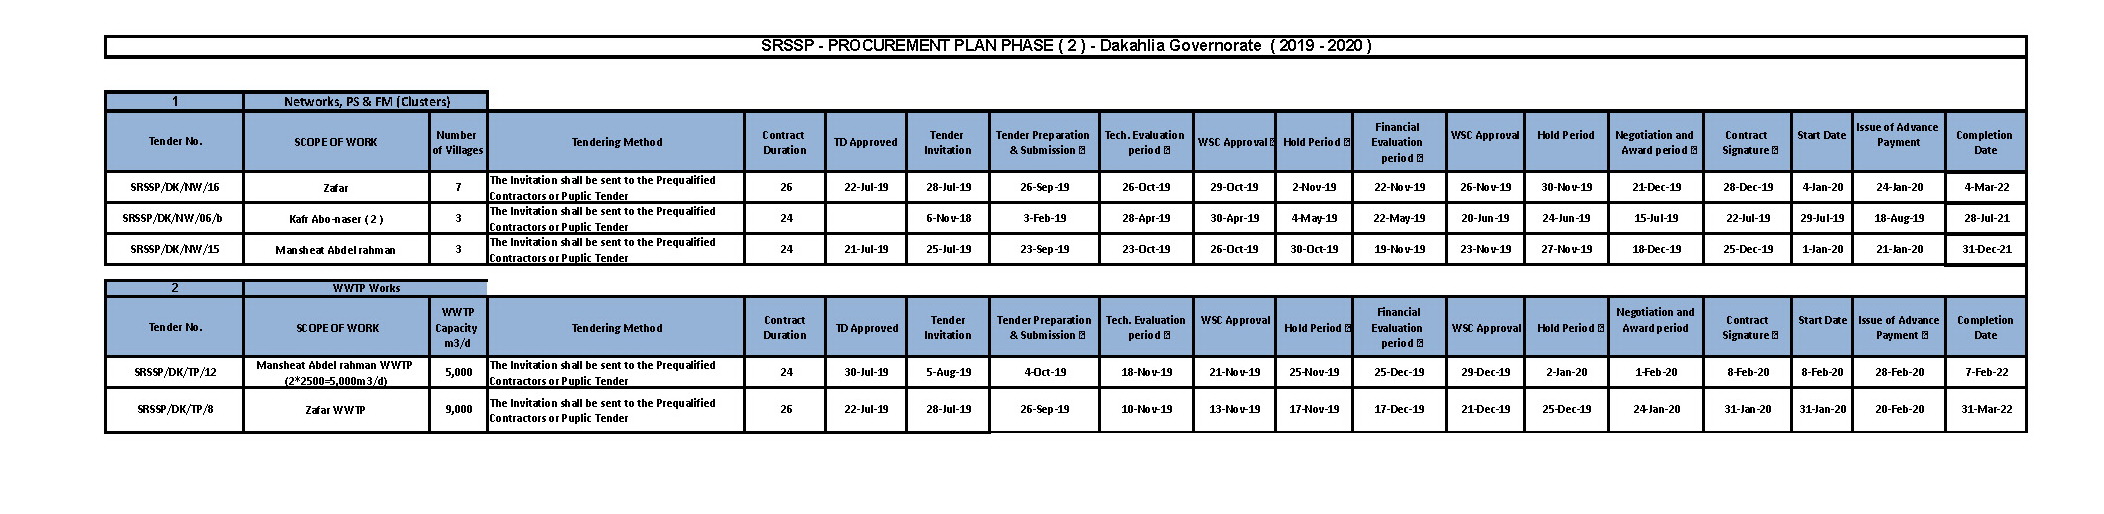 SRSSP - PROCUREMENT PLAN PHASE ( 2 ) - Dakahlia Governorate ( 2019 - 2020 )
1 Networks, PS & FM (Clusters)
Tender No. SCOPE OF WORK Number of Villages Tendering Method Contract Duration TD Approved Tender Invitation Tender Preparation & Submission Tech. Evaluation period WSC Approval Hold Period Financial Evaluation period WSC Approval Hold Period Negotiation and Award period Contract Signature Start Date Issue of Advance Payment Completion Date
SRSSP/DK/NW/16 Zafar 7 The Invitation shall be sent to the Prequalified Contractors or Puplic Tender 26 22-Jul-19 28-Jul-19 26-Sep-19 26-Oct-19 29-Oct-19 2-Nov-19 22-Nov-19 26-Nov-19 30-Nov-19 21-Dec-19 28-Dec-19 4-Jan-20 24-Jan-20 4-Mar-22
SRSSP/DK/NW/06/b Kafr Abo-naser ( 2 ) 3 The Invitation shall be sent to the Prequalified Contractors or Puplic Tender 24 6-Nov-18 3-Feb-19 28-Apr-19 30-Apr-19 4-May-19 22-May-19 20-Jun-19 24-Jun-19 15-Jul-19 22-Jul-19 29-Jul-19 18-Aug-19 28-Jul-21
SRSSP/DK/NW/15 Mansheat Abdel rahman 3 The Invitation shall be sent to the Prequalified Contractors or Puplic Tender 24 21-Jul-19 25-Jul-19 23-Sep-19 23-Oct-19 26-Oct-19 30-Oct-19 19-Nov-19 23-Nov-19 27-Nov-19 18-Dec-19 25-Dec-19 1-Jan-20 21-Jan-20 31-Dec-21
2 WWTP Works
Tender No. SCOPE OF WORK WWTP Capacity m3/d Tendering Method Contract Duration TD Approved Tender Invitation Tender Preparation & Submission Tech. Evaluation period WSC Approval Hold Period Financial Evaluation period WSC Approval Hold Period Negotiation and Award period Contract Signature Start Date Issue of Advance Payment Completion Date
SRSSP/DK/TP/12 Mansheat Abdel rahman WWTP (2*2500=5,000m3/d) 5,000 The Invitation shall be sent to the Prequalified Contractors or Puplic Tender 24 30-Jul-19 5-Aug-19 4-Oct-19 18-Nov-19 21-Nov-19 25-Nov-19 25-Dec-19 29-Dec-19 2-Jan-20 1-Feb-20 8-Feb-20 8-Feb-20 28-Feb-20 7-Feb-22
SRSSP/DK/TP/8 Zafar WWTP 9,000 The Invitation shall be sent to the Prequalified Contractors or Puplic Tender 26 22-Jul-19 28-Jul-19 26-Sep-19 10-Nov-19 13-Nov-19 17-Nov-19 17-Dec-19 21-Dec-19 25-Dec-19 24-Jan-20 31-Jan-20 31-Jan-20 20-Feb-20 31-Mar-22